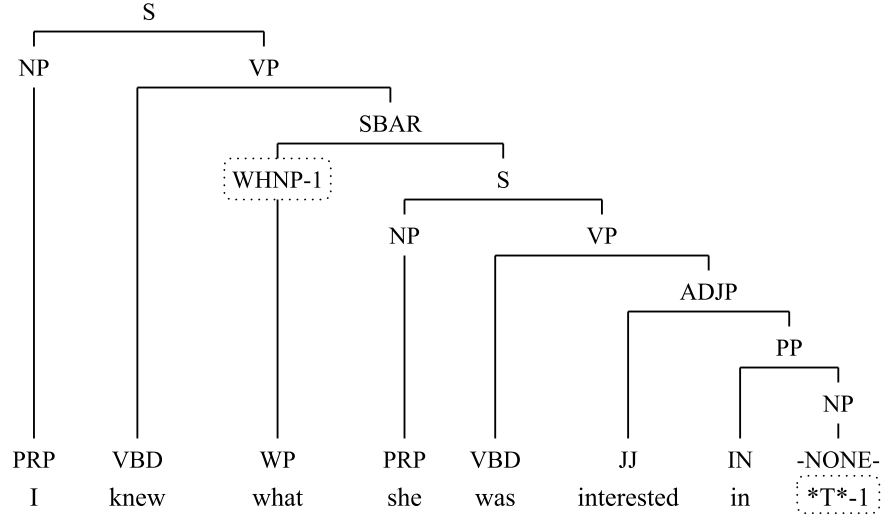 S
NP VP
SBAR
WHNP-1 S
NP VP
ADJP
PP
NP
PRP VBD WP PRP VBD JJ IN -NONE-
I knew what she was interested in *T*-1